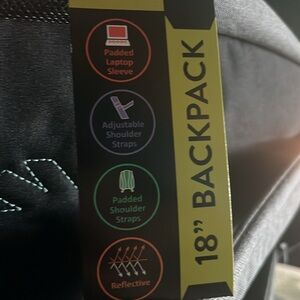 Padded
Laptop
Sleeve
Adjustable
Shoulder
Straps
Padded
Shoulder
Straps
Reflective
18” BACKPACK